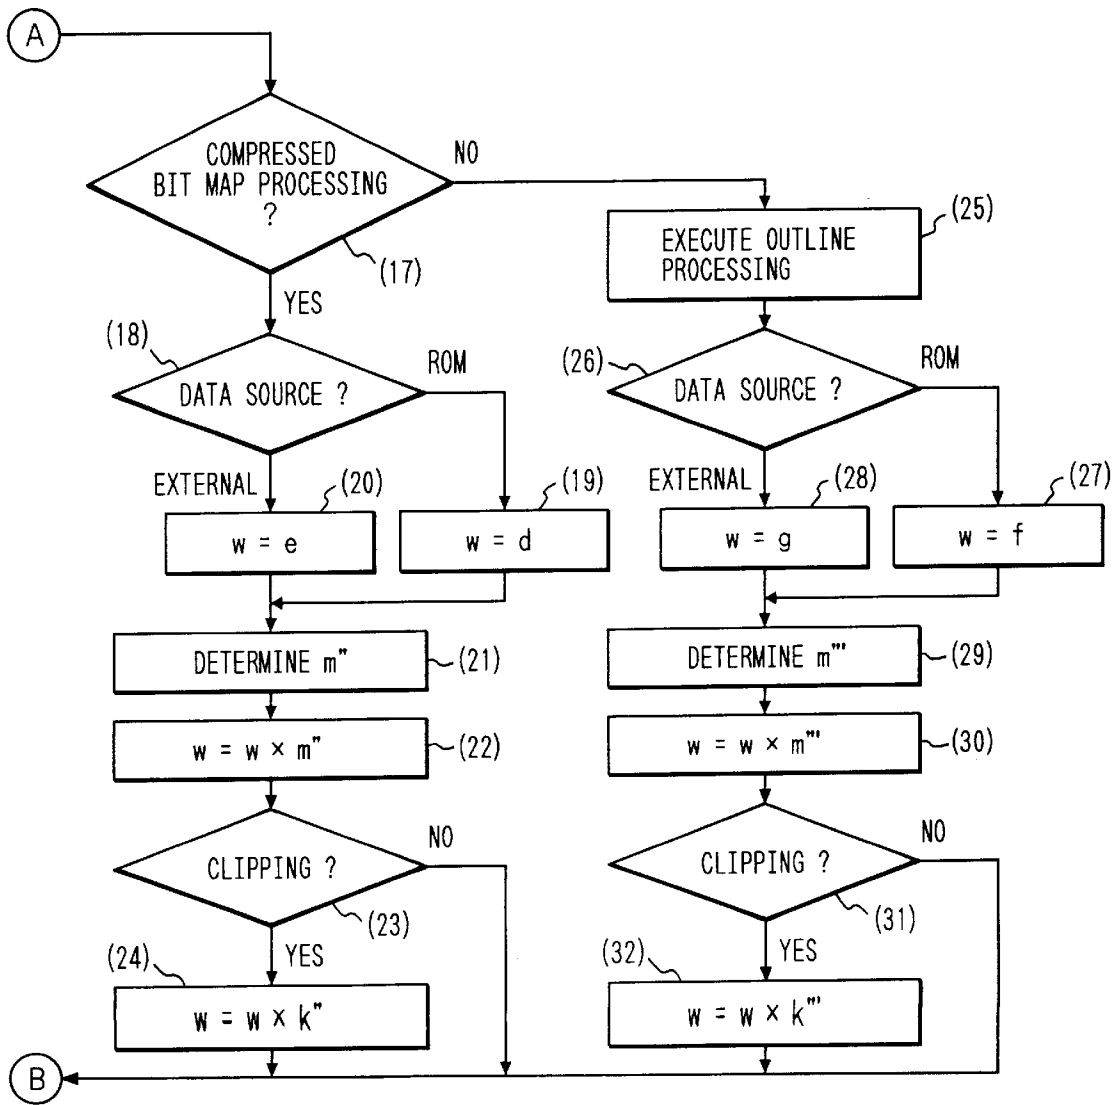 A
COMPRESSED
BIT MAP PROCESSING
?
NO
(17)
YES
(25)
EXECUTE OUTLINE
PROCESSING
(18)
DATA SOURCE ?
ROM
(26)
DATA SOURCE ?
ROM
EXTERNAL
(20)
w = e
(19)
w = d
EXTERNAL
(28)
w = g
(27)
w = f
DETERMINE m"
(21)
DETERMINE m'''
(29)
w = w × m"
(22)
w = w × m'''
(30)
CLIPPING ?
NO
(23)
YES
CLIPPING ?
NO
(31)
YES
(24)
w = w × k"
(32)
w = w × k'''
B